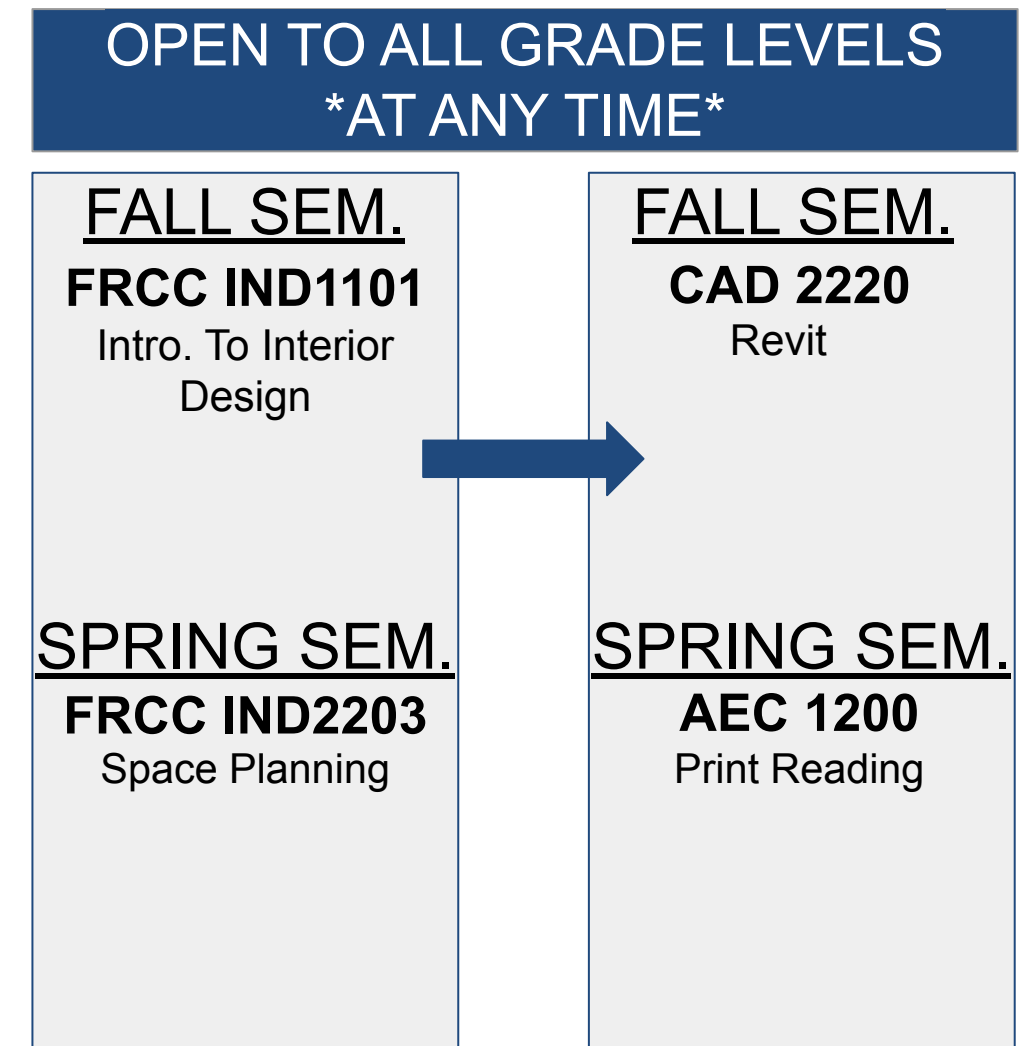 OPEN TO ALL GRADE LEVELS
*AT ANY TIME*
FALL SEM.
FRCC IND1101
Intro. To Interior
Design
SPRING SEM.
FRCC IND2203
Space Planning
FALL SEM.
CAD 2220
Revit
SPRING SEM.
AEC 1200
Print Reading